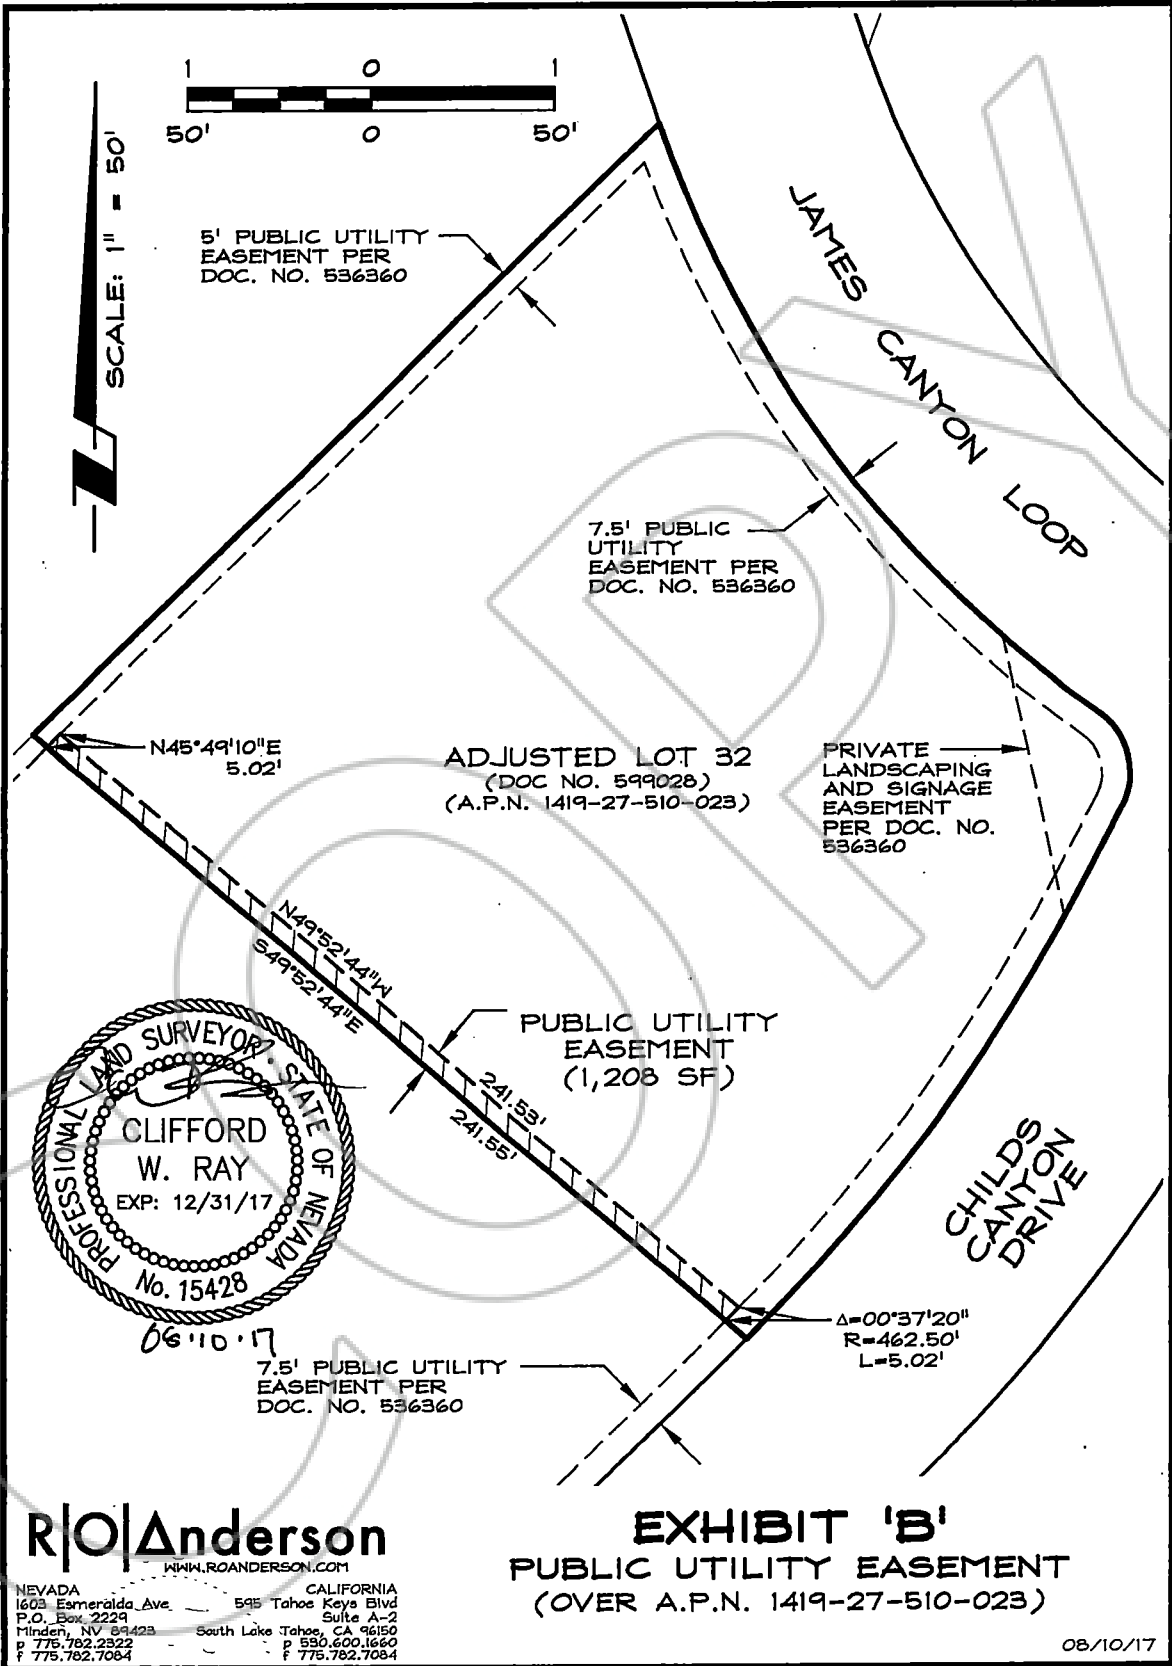 1 0 1
50' 0 50'
SCALE: 1" = 50'
5' PUBLIC UTILITY
EASEMENT PER
DOC. NO. 536360
JAMES CANYON LOOP
7.5' PUBLIC
UTILITY
EASEMENT PER
DOC. NO. 536360
N45°49'10"E
5.02'
ADJUSTED LOT 32
(DOC NO. 599028)
(A.P.N. 1419-27-510-023)
PRIVATE
LANDSCAPING
AND SIGNAGE
EASEMENT
PER DOC. NO.
536360
N49°52'44"W
S49°52'44"E
PUBLIC UTILITY
EASEMENT
(1,208 SF)
241.53'
241.55'
PROFESSIONAL LAND SURVEYOR · STATE OF NEVADA
CLIFFORD
W. RAY
EXP: 12/31/17
No. 15428
08·10·17
CHILDS
CANYON
DRIVE
Δ=00°37'20"
R=462.50'
L=5.02'
7.5' PUBLIC UTILITY
EASEMENT PER
DOC. NO. 536360
R|O|Anderson
WWW.ROANDERSON.COM
NEVADA
1603 Esmeralda Ave
P.O. Box 2229
Minden, NV 89423
p 775.782.2322
f 775.782.7084
CALIFORNIA
595 Tahoe Keys Blvd
Suite A-2
South Lake Tahoe, CA 96150
p 530.600.1660
f 775.782.7084
EXHIBIT 'B'
PUBLIC UTILITY EASEMENT
(OVER A.P.N. 1419-27-510-023)
08/10/17
COPY